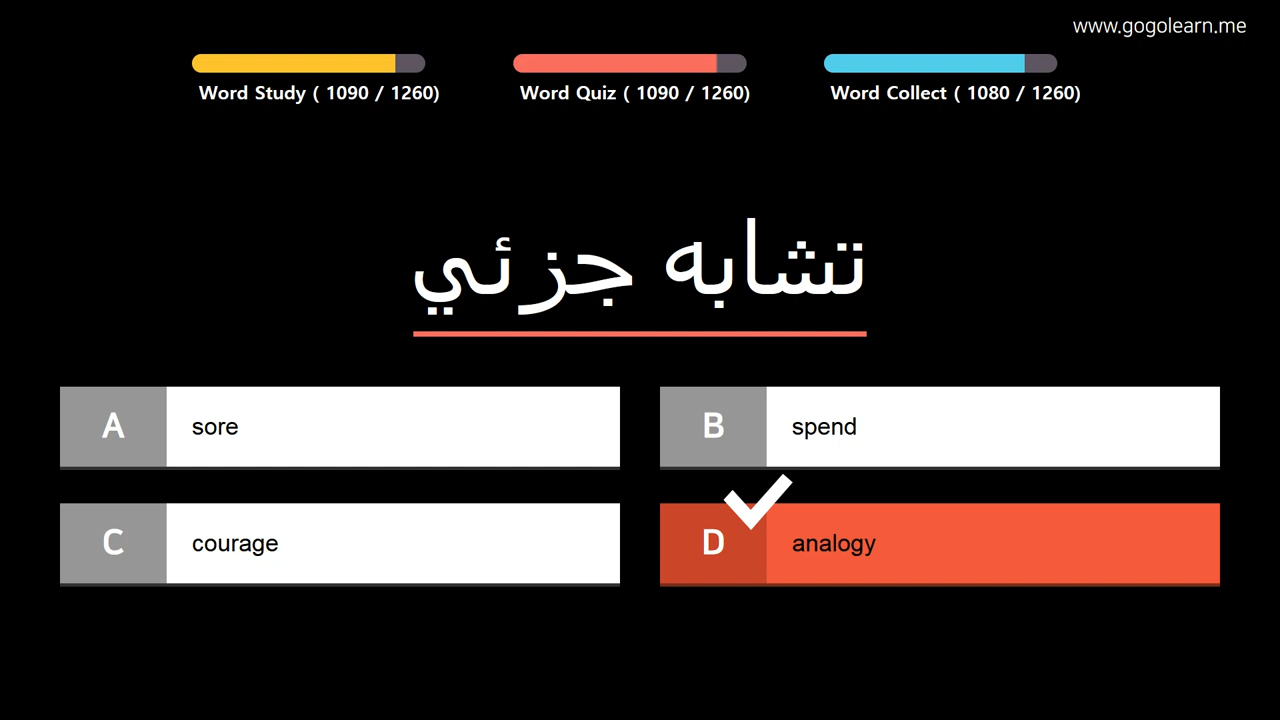 www.gogolearn.me
Word Study ( 1090 / 1260)
Word Quiz ( 1090 / 1260)
Word Collect ( 1080 / 1260)
تشابه جزئي
A sore
B spend
C courage
D analogy